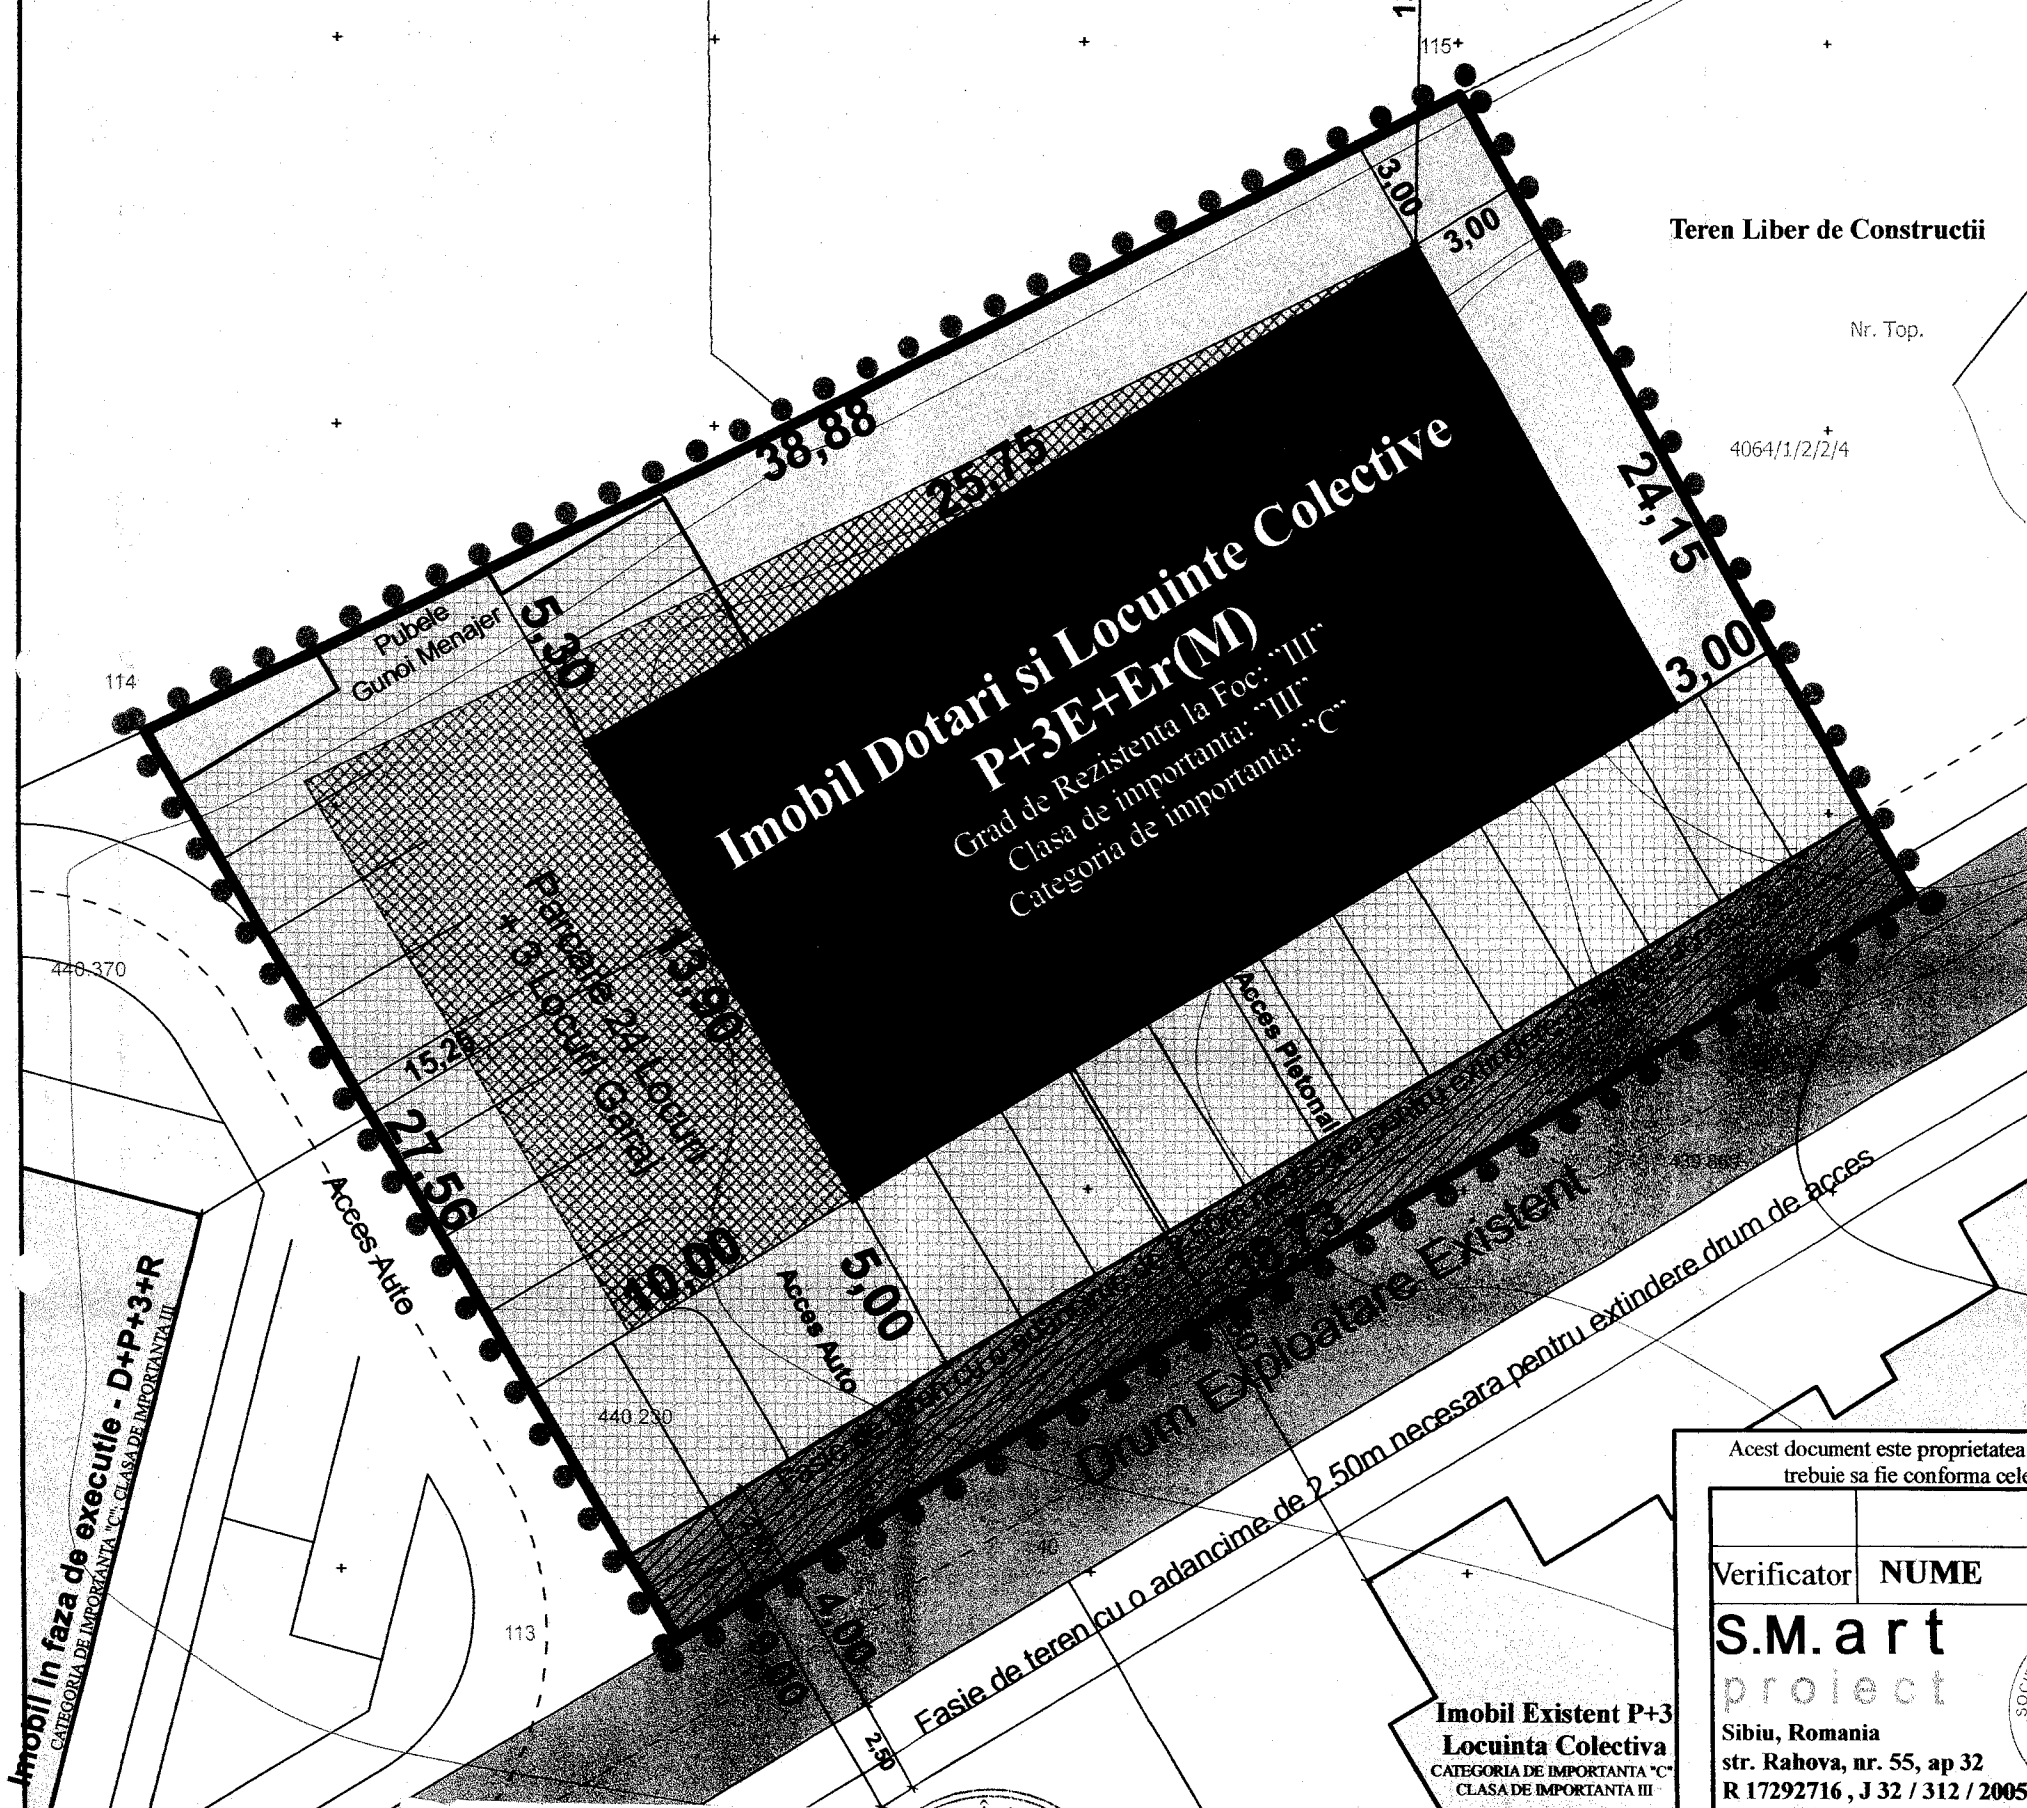 115
3,00
3,00
Teren Liber de Constructii
Nr. Top.
4064/1/2/2/4
38,88
25,75
24,15
Imobil Dotari si Locuinte Colective
P+3E+Er(M)
Grad de Rezistenta la Foc: "III"
Clasa de importanta: "III"
Categoria de importanta: "C"
3,00
Pubele
Gunoi Menajer
5,30
114
Parcare 24 Locuri
+ 3 Locuri Garaj
13,90
440.370
15,25
27,56
Acces Auto
Acces Pietonal
10,00
5,00
Acces Auto
440.230
38,73
Drum Exploatare Existent
Fasie de teren cu o adancime de 2.50m necesara pentru extindere drum de acces
4,00
9,00
2,50
113
Imobil in faza de executie - D+P+3+R
CATEGORIA DE IMPORTANTA "C"; CLASA DE IMPORTANTA III
Imobil Existent P+3
Locuinta Colectiva
CATEGORIA DE IMPORTANTA "C"
CLASA DE IMPORTANTA III
Acest document este proprietatea
trebuie sa fie conforma
Verificator NUME
S.M.art
proiect
Sibiu, Romania
str. Rahova, nr. 55, ap 32
R 17292716 , J 32 / 312 / 2005